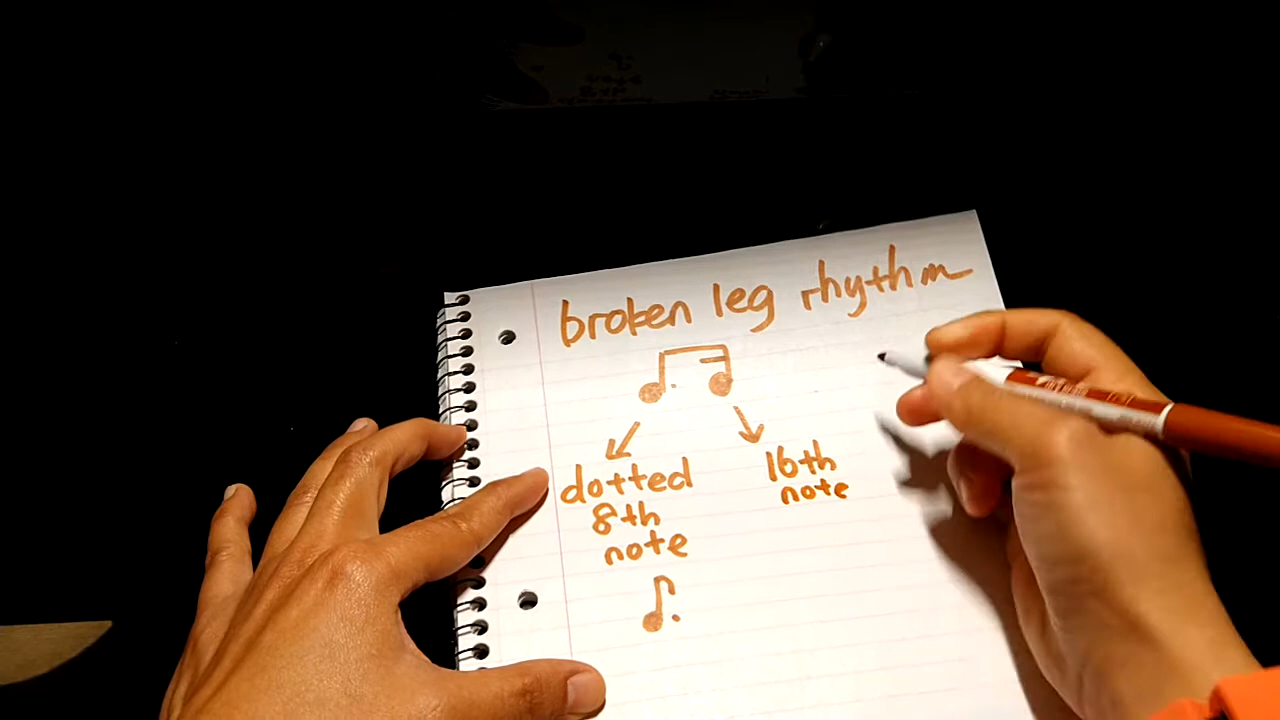 broken leg rhythm
dotted
8th
note
16th
note